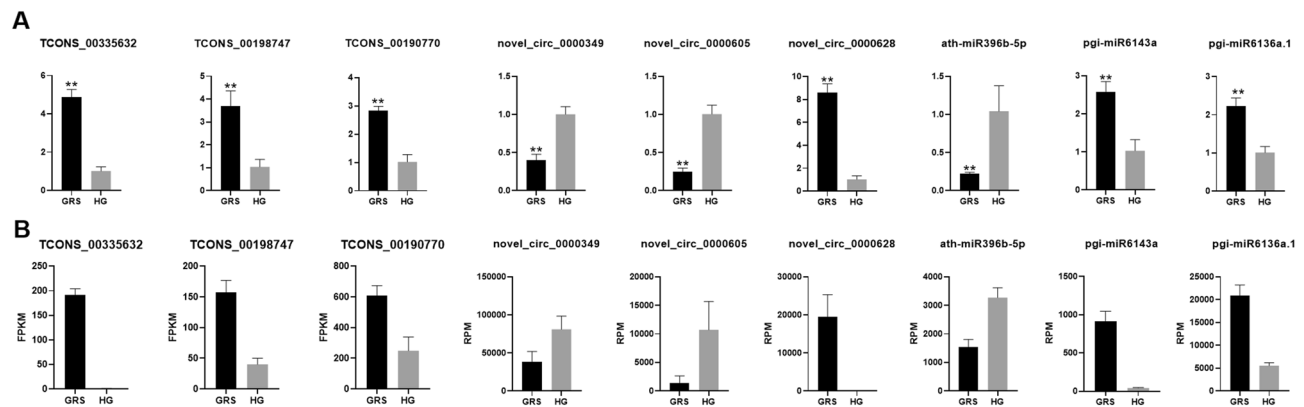 A
TCONS_00335632 TCONS_00198747 TCONS_00190770 novel_circ_0000349 novel_circ_0000605 novel_circ_0000628 ath-miR396b-5p pgi-miR6143a pgi-miR6136a.1
6 4 2 0 ** GRS HG
5 4 3 2 1 0 ** GRS HG
4 3 2 1 0 ** GRS HG
1.5 1.0 0.5 0.0 ** GRS HG
1.5 1.0 0.5 0.0 ** GRS HG
10 8 6 4 2 0 ** GRS HG
1.5 1.0 0.5 0.0 ** GRS HG
3 2 1 0 ** GRS HG
3 2 1 0 ** GRS HG
B
TCONS_00335632 TCONS_00198747 TCONS_00190770 novel_circ_0000349 novel_circ_0000605 novel_circ_0000628 ath-miR396b-5p pgi-miR6143a pgi-miR6136a.1
FPKM 200 150 100 50 0 GRS HG
FPKM 200 150 100 50 0 GRS HG
FPKM 800 600 400 200 0 GRS HG
RPM 150000 100000 50000 0 GRS HG
RPM 20000 15000 10000 5000 0 GRS HG
RPM 30000 20000 10000 0 GRS HG
RPM 4000 3000 2000 1000 0 GRS HG
RPM 1500 1000 500 0 GRS HG
RPM 25000 20000 15000 10000 5000 0 GRS HG